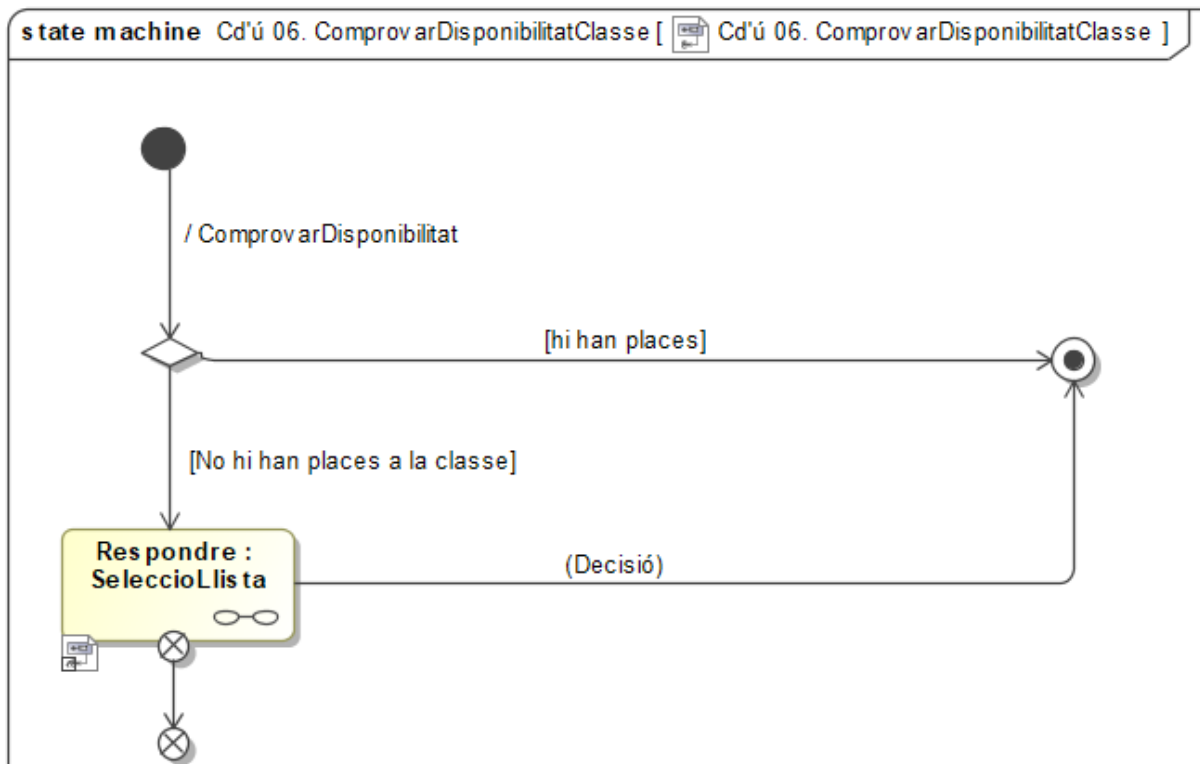 state machine Cd'ú 06. ComprovarDisponibilitatClasse [ Cd'ú 06. ComprovarDisponibilitatClasse ]
/ ComprovarDisponibilitat
[hi han places]
[No hi han places a la classe]
Respondre :
SeleccioLlista
(Decisió)